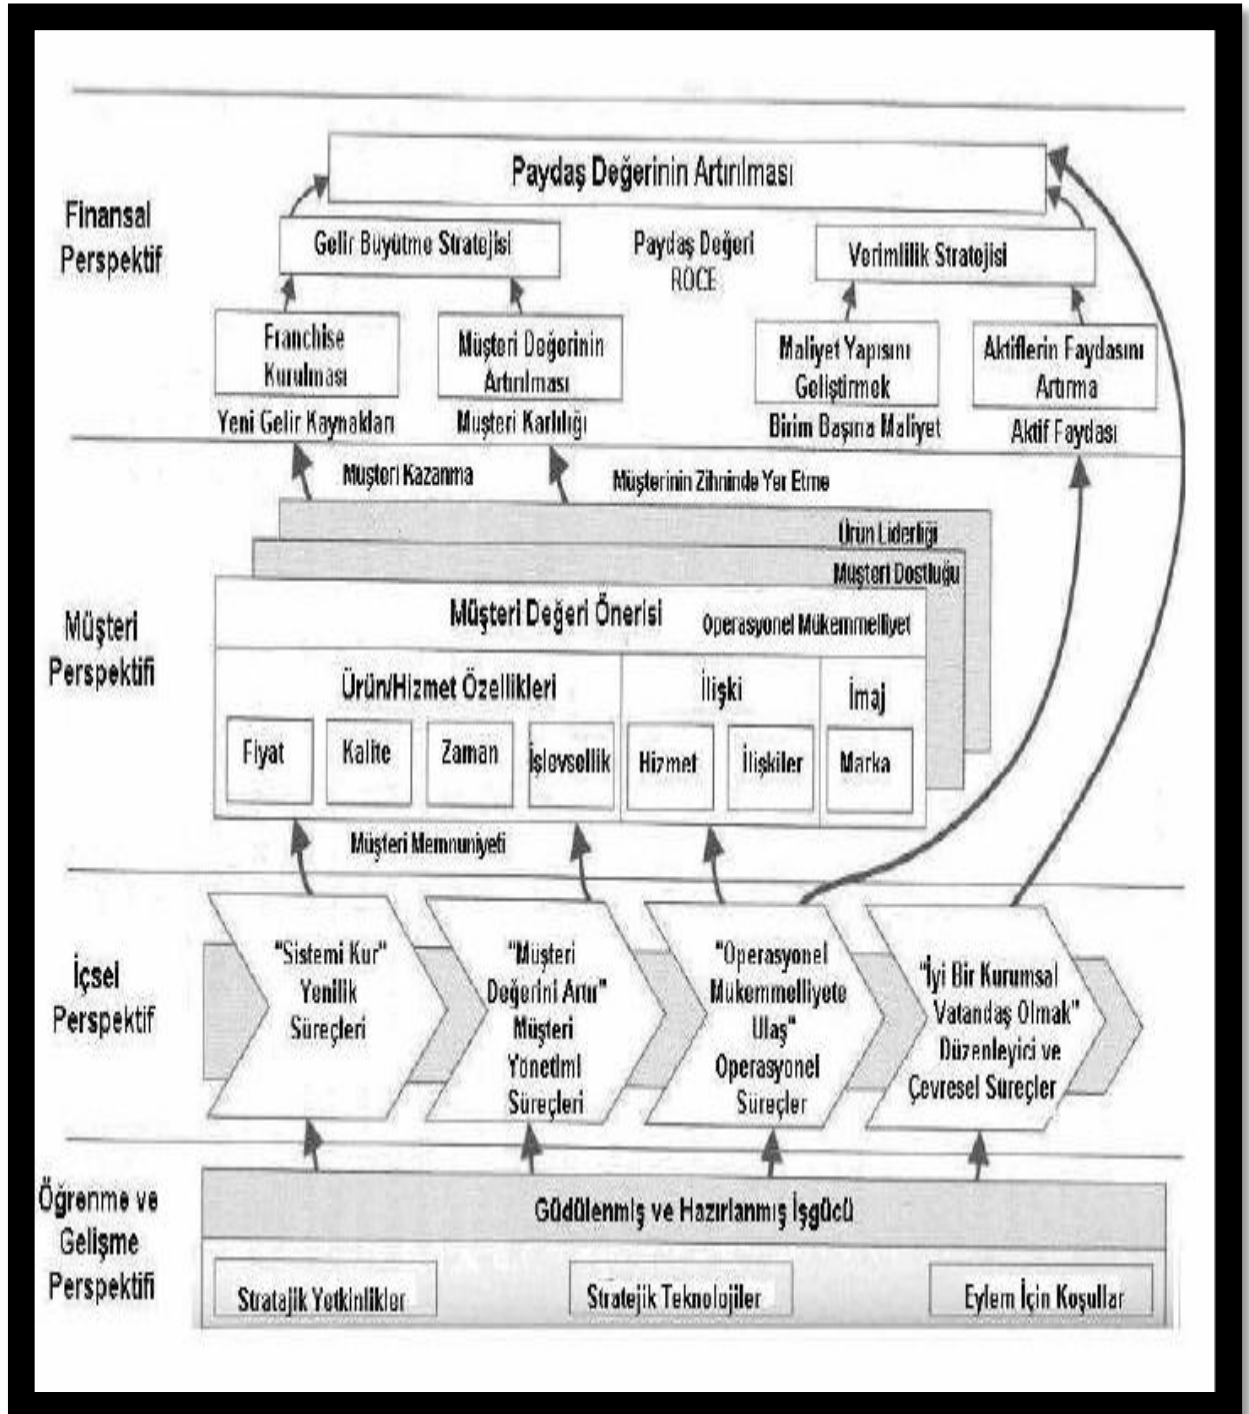 Paydaş Değerinin Artırılması
Finansal
Perspektif
Gelir Büyütme Stratejisi
Paydaş Değeri
ROCE
Verimlilik Stratejisi
Franchise
Kurulması
Müşteri Değerinin
Artırılması
Maliyet Yapısını
Geliştirmek
Aktiflerin Faydasını
Artırma
Yeni Gelir Kaynakları
Müşteri Karlılığı
Birim Başına Maliyet
Aktif Faydası
Müşteri Kazanma
Müşterinin Zihninde Yer Etme
Ürün Liderliği
Müşteri Dostluğu
Müşteri Değeri Önerisi
Operasyonel Mükemmelliyet
Müşteri
Perspektifi
Ürün/Hizmet Özellikleri
İlişki
İmaj
Fiyat
Kalite
Zaman
İşlevsellik
Hizmet
İlişkiler
Marka
Müşteri Memnuniyeti
İçsel
Perspektif
"Sistemi Kur"
Yenilik
Süreçleri
"Müşteri
Değerini Artır"
Müşteri
Yönetimi
Süreçleri
"Operasyonel
Mükemmelliyete
Ulaş"
Operasyonel
Süreçler
"İyi Bir Kurumsal
Vatandaş Olmak"
Düzenleyici ve
Çevresel Süreçler
Öğrenme ve
Gelişme
Perspektifi
Güdülenmiş ve Hazırlanmış İşgücü
Stratajik Yetkinlikler
Stratejik Teknolojiler
Eylem İçin Koşullar